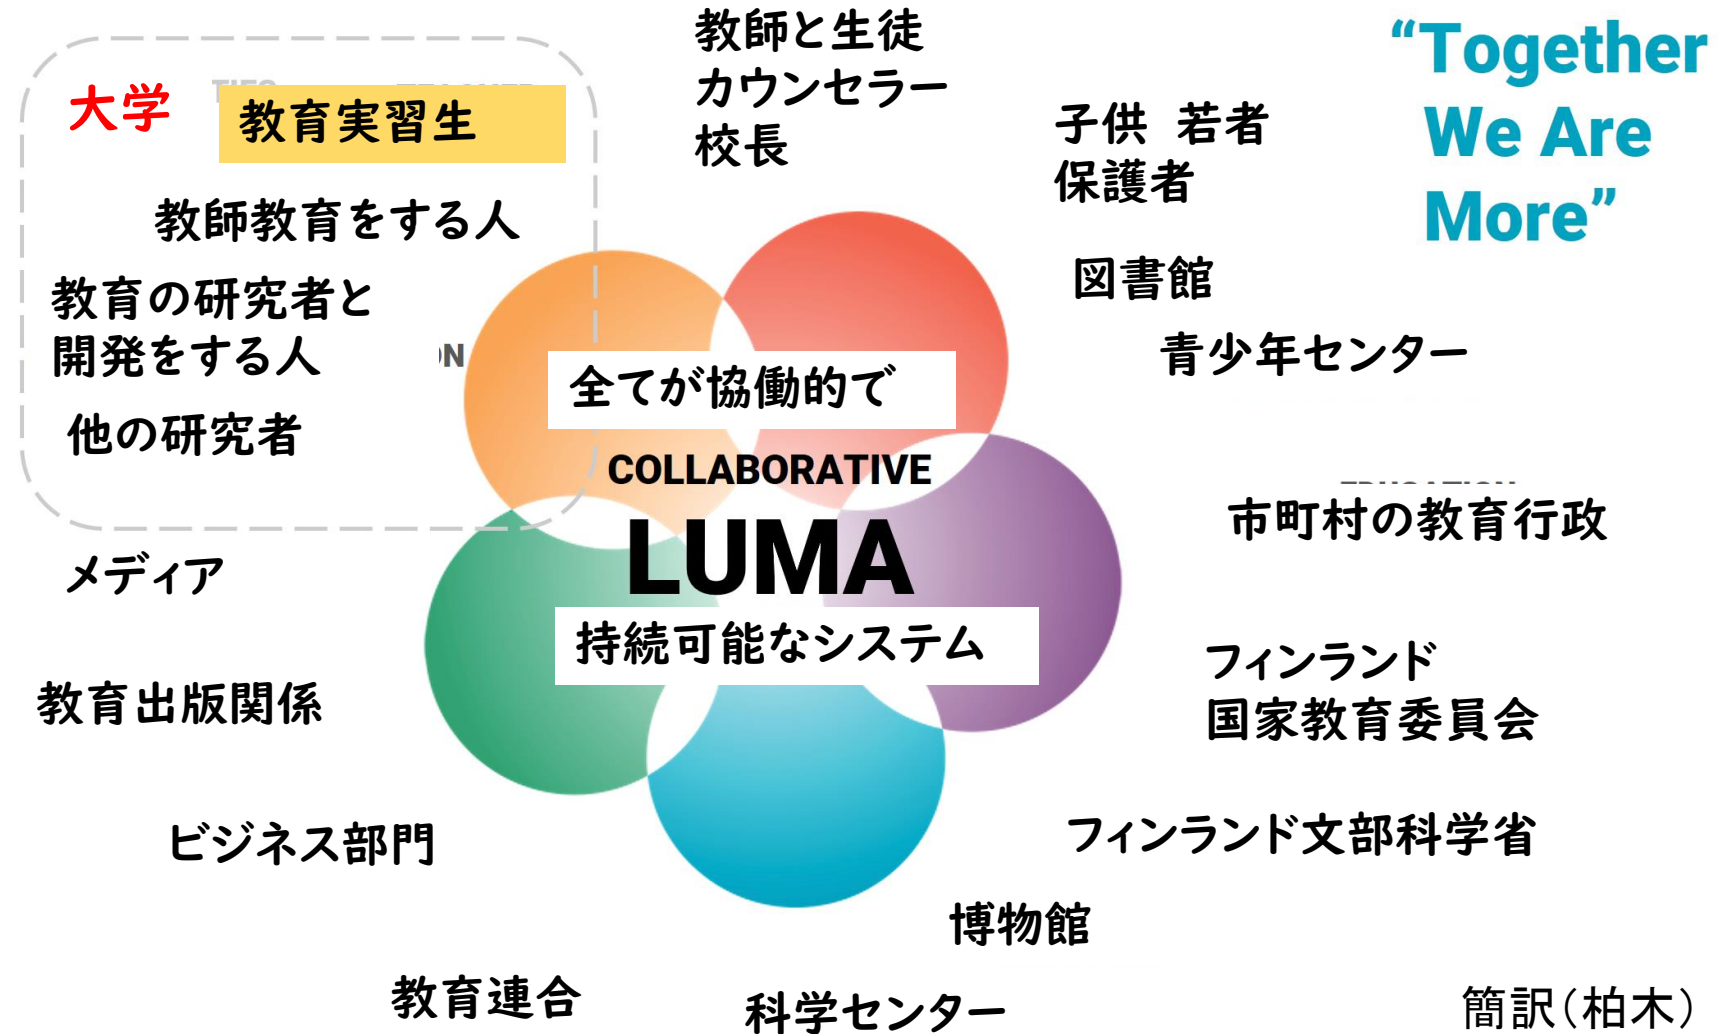 教師と生徒
カウンセラー
校長
“Together
We Are
More”
大学
教育実習生
子供 若者
保護者
教師教育をする人
教育の研究者と
開発をする人
図書館
青少年センター
全てが協働的で
他の研究者
COLLABORATIVE
LUMA
市町村の教育行政
メディア
持続可能なシステム
フィンランド
国家教育委員会
教育出版関係
ビジネス部門
フィンランド文部科学省
博物館
教育連合
科学センター
簡訳(柏木)